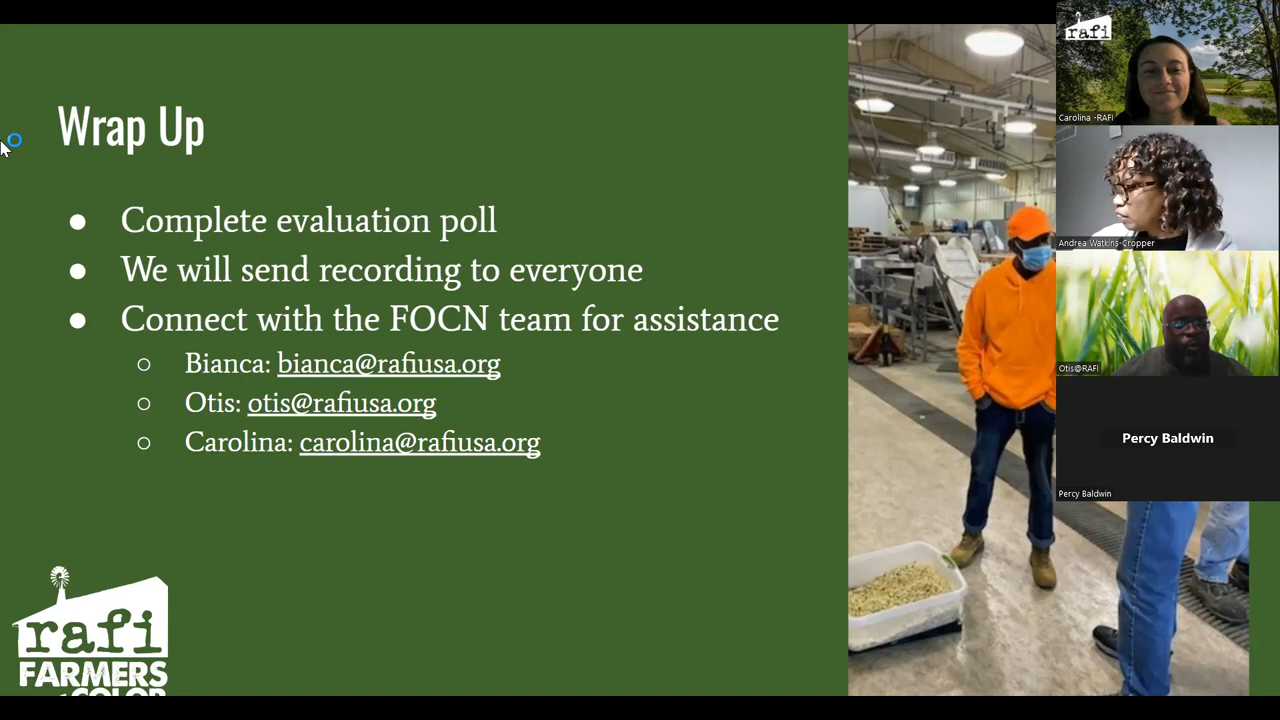 Wrap Up
● Complete evaluation poll
● We will send recording to everyone
● Connect with the FOCN team for assistance
○ Bianca: bianca@rafiusa.org
○ Otis: otis@rafiusa.org
○ Carolina: carolina@rafiusa.org
rafi
FARMERS
COLOR
rafi
Carolina -RAFI
Andrea Watkins-Cropper
Otis@RAFI
Percy Baldwin
Percy Baldwin